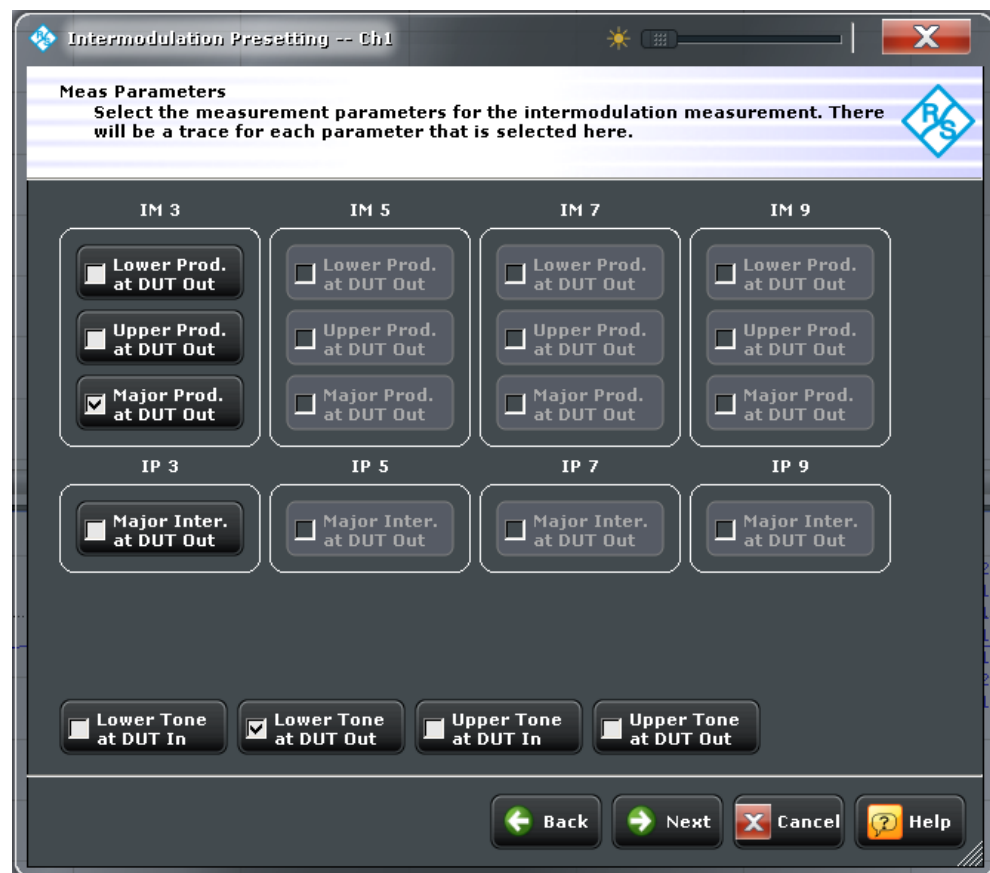 Intermodulation Presetting -- Ch1
X
Meas Parameters
Select the measurement parameters for the intermodulation measurement. There
will be a trace for each parameter that is selected here.
R/S
IM 3 IM 5 IM 7 IM 9
Lower Prod. Lower Prod. Lower Prod. Lower Prod.
at DUT Out at DUT Out at DUT Out at DUT Out
Upper Prod. Upper Prod. Upper Prod. Upper Prod.
at DUT Out at DUT Out at DUT Out at DUT Out
Major Prod. Major Prod. Major Prod. Major Prod.
at DUT Out at DUT Out at DUT Out at DUT Out
IP 3 IP 5 IP 7 IP 9
Major Inter. Major Inter. Major Inter. Major Inter.
at DUT Out at DUT Out at DUT Out at DUT Out
Lower Tone Lower Tone Upper Tone Upper Tone
at DUT In at DUT Out at DUT In at DUT Out
Back Next X Cancel ? Help